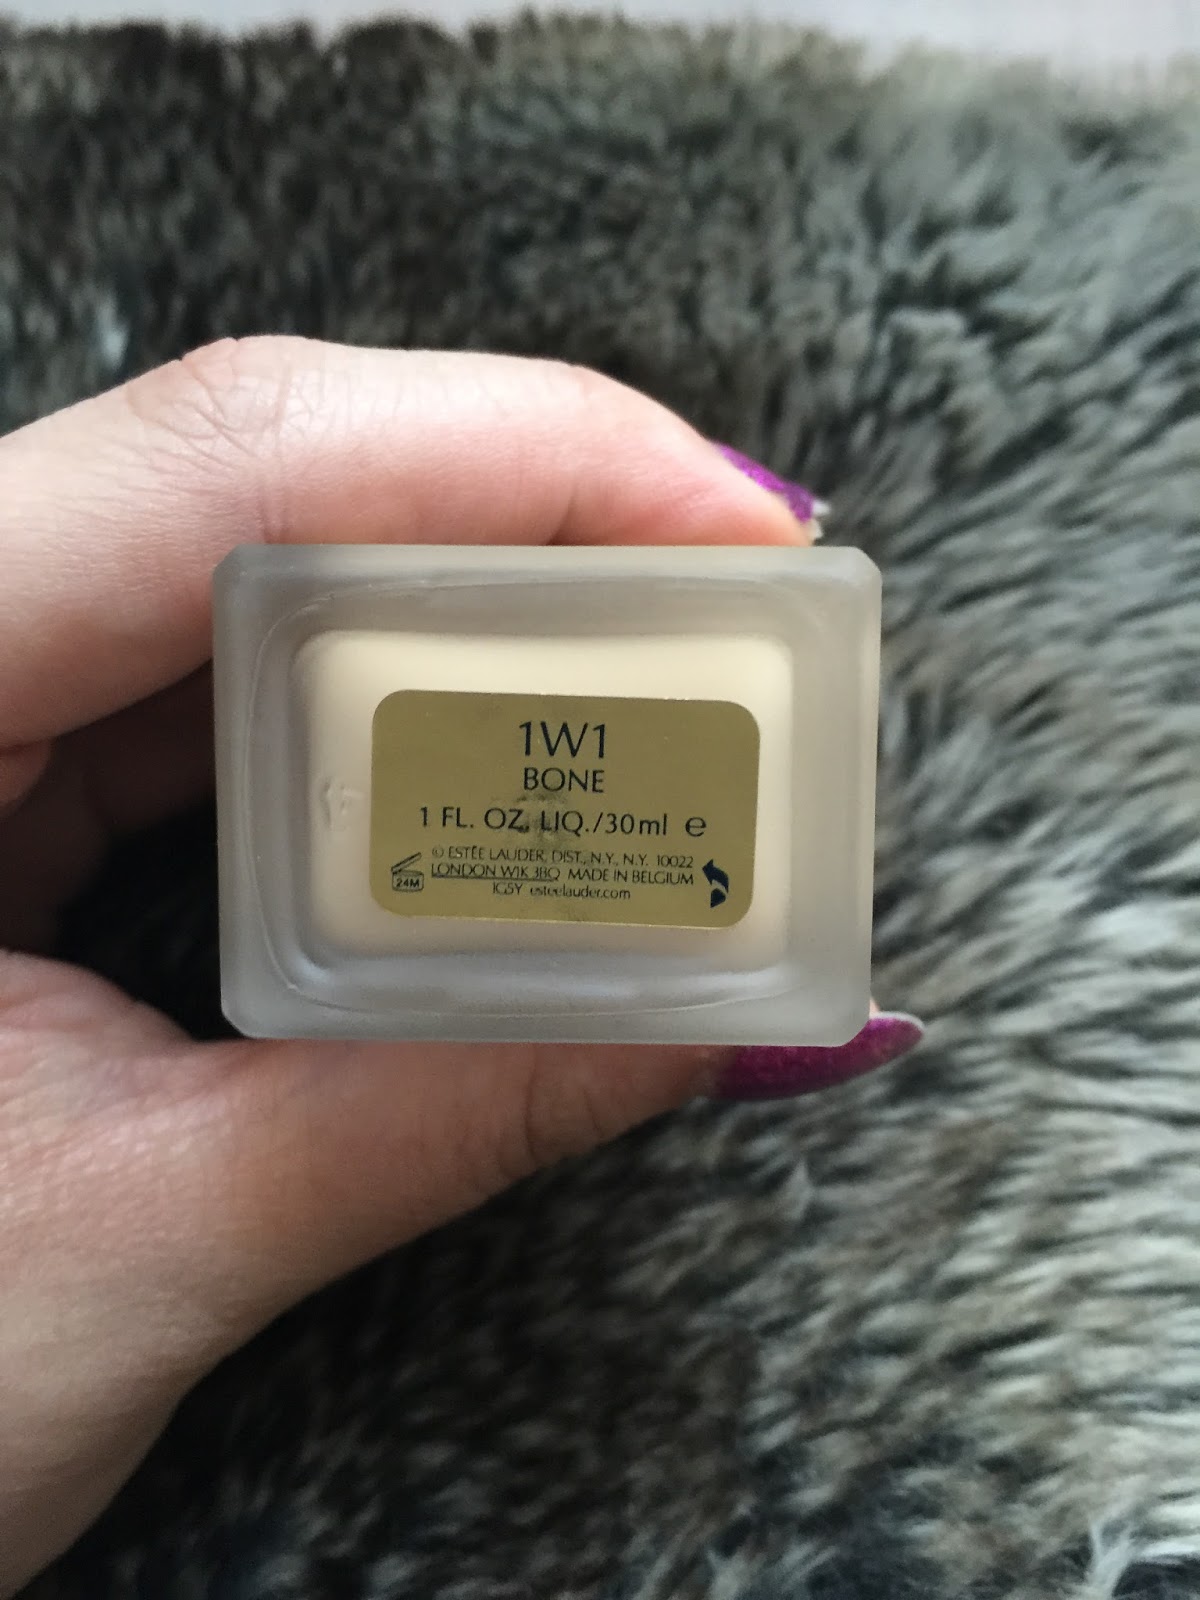 1W1
BONE
1 FL. OZ. LIQ./30ml e
© ESTÉE LAUDER, DIST., N.Y., N.Y. 10022
LONDON W1K 3BQ MADE IN BELGIUM
24M
IG5Y esteelauder.com